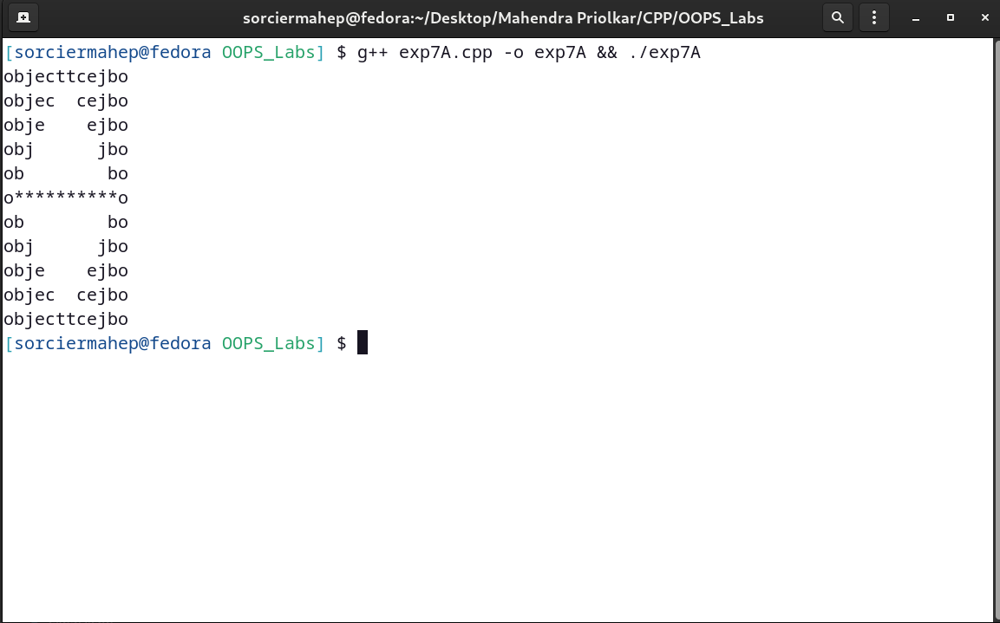 sorciermahep@fedora:~/Desktop/Mahendra Priolkar/CPP/OOPS_Labs
[sorciermahep@fedora OOPS_Labs] $ g++ exp7A.cpp -o exp7A && ./exp7A
objecttcejbo
objec  cejbo
obje    ejbo
obj      jbo
ob        bo
o**********o
ob        bo
obj      jbo
obje    ejbo
objec  cejbo
objecttcejbo
[sorciermahep@fedora OOPS_Labs] $